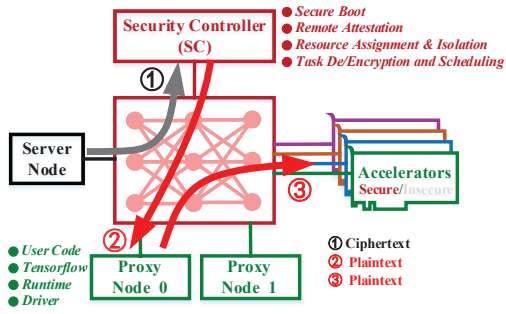 Security Controller
(SC)
Secure Boot
Remote Attestation
Resource Assignment & Isolation
Task De/Encryption and Scheduling
①
Server
Node
Accelerators
Secure/Insecure
③
②
User Code
Tensorflow
Runtime
Driver
Proxy
Node 0
Proxy
Node 1
① Ciphertext
② Plaintext
③ Plaintext